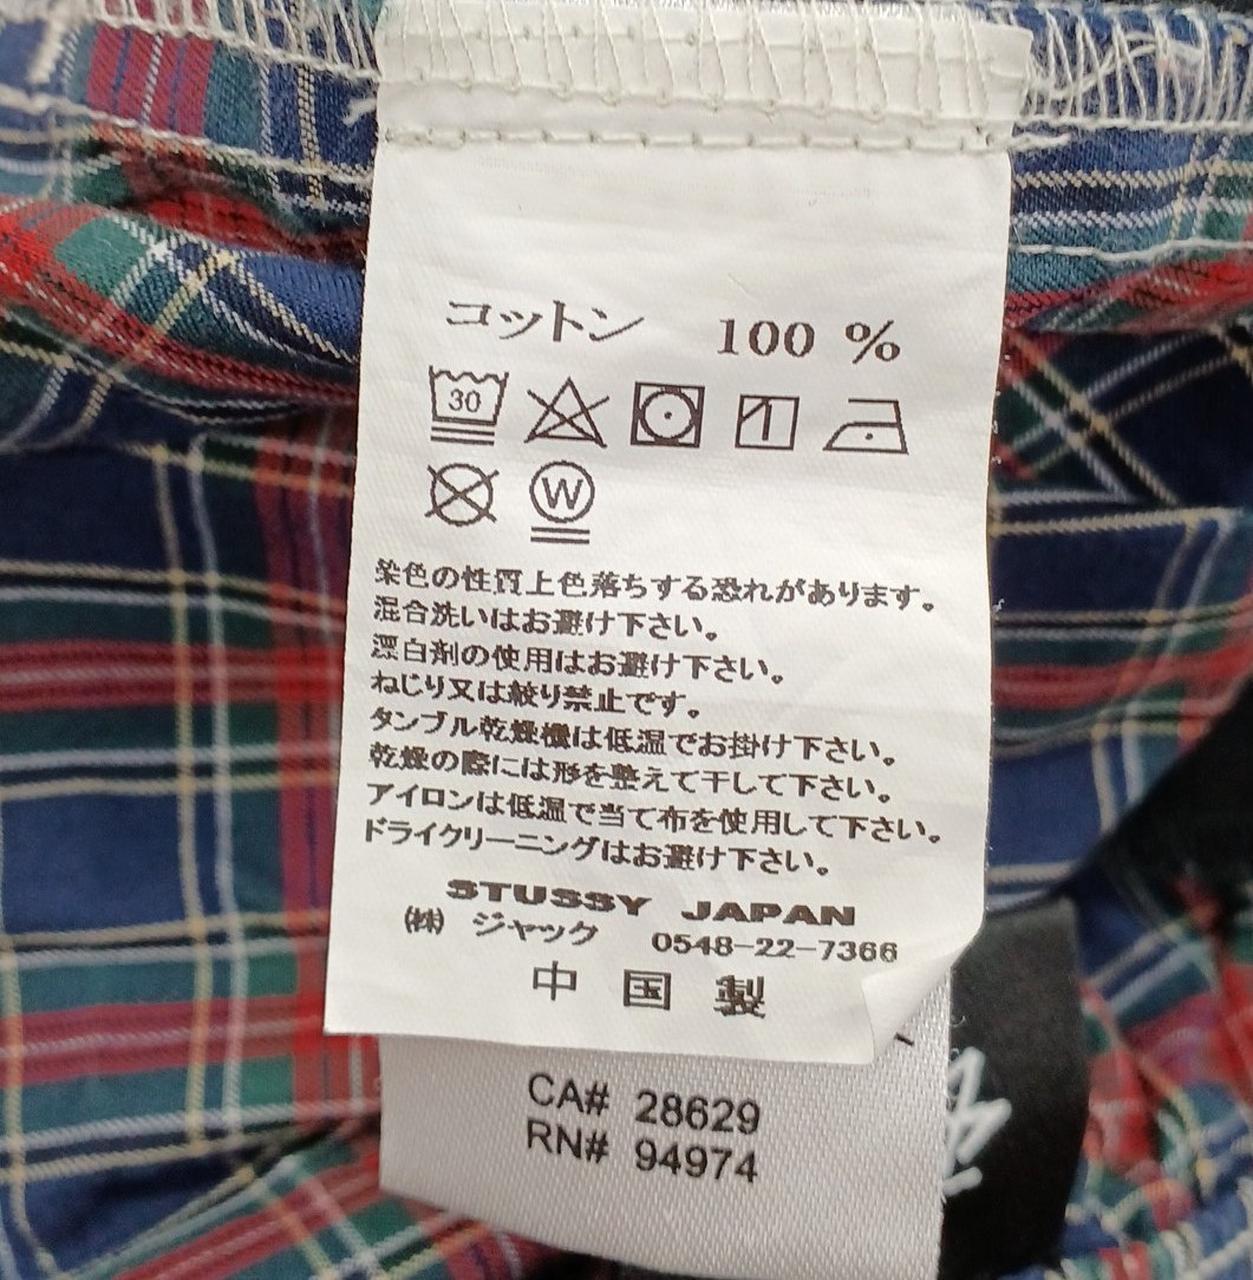 コットン 100 %
30
W
染色の性質上色落ちする恐れがあります。
混合洗いはお避け下さい。
漂白剤の使用はお避け下さい。
ねじり又は絞り禁止です。
タンブル乾燥機は低温でお掛け下さい。
乾燥の際には形を整えて干して下さい。
アイロンは低温で当て布を使用して下さい。
ドライクリーニングはお避け下さい。
STUSSY JAPAN
㈱ ジャック 0548-22-7366
中国製
CA# 28629
RN# 94974